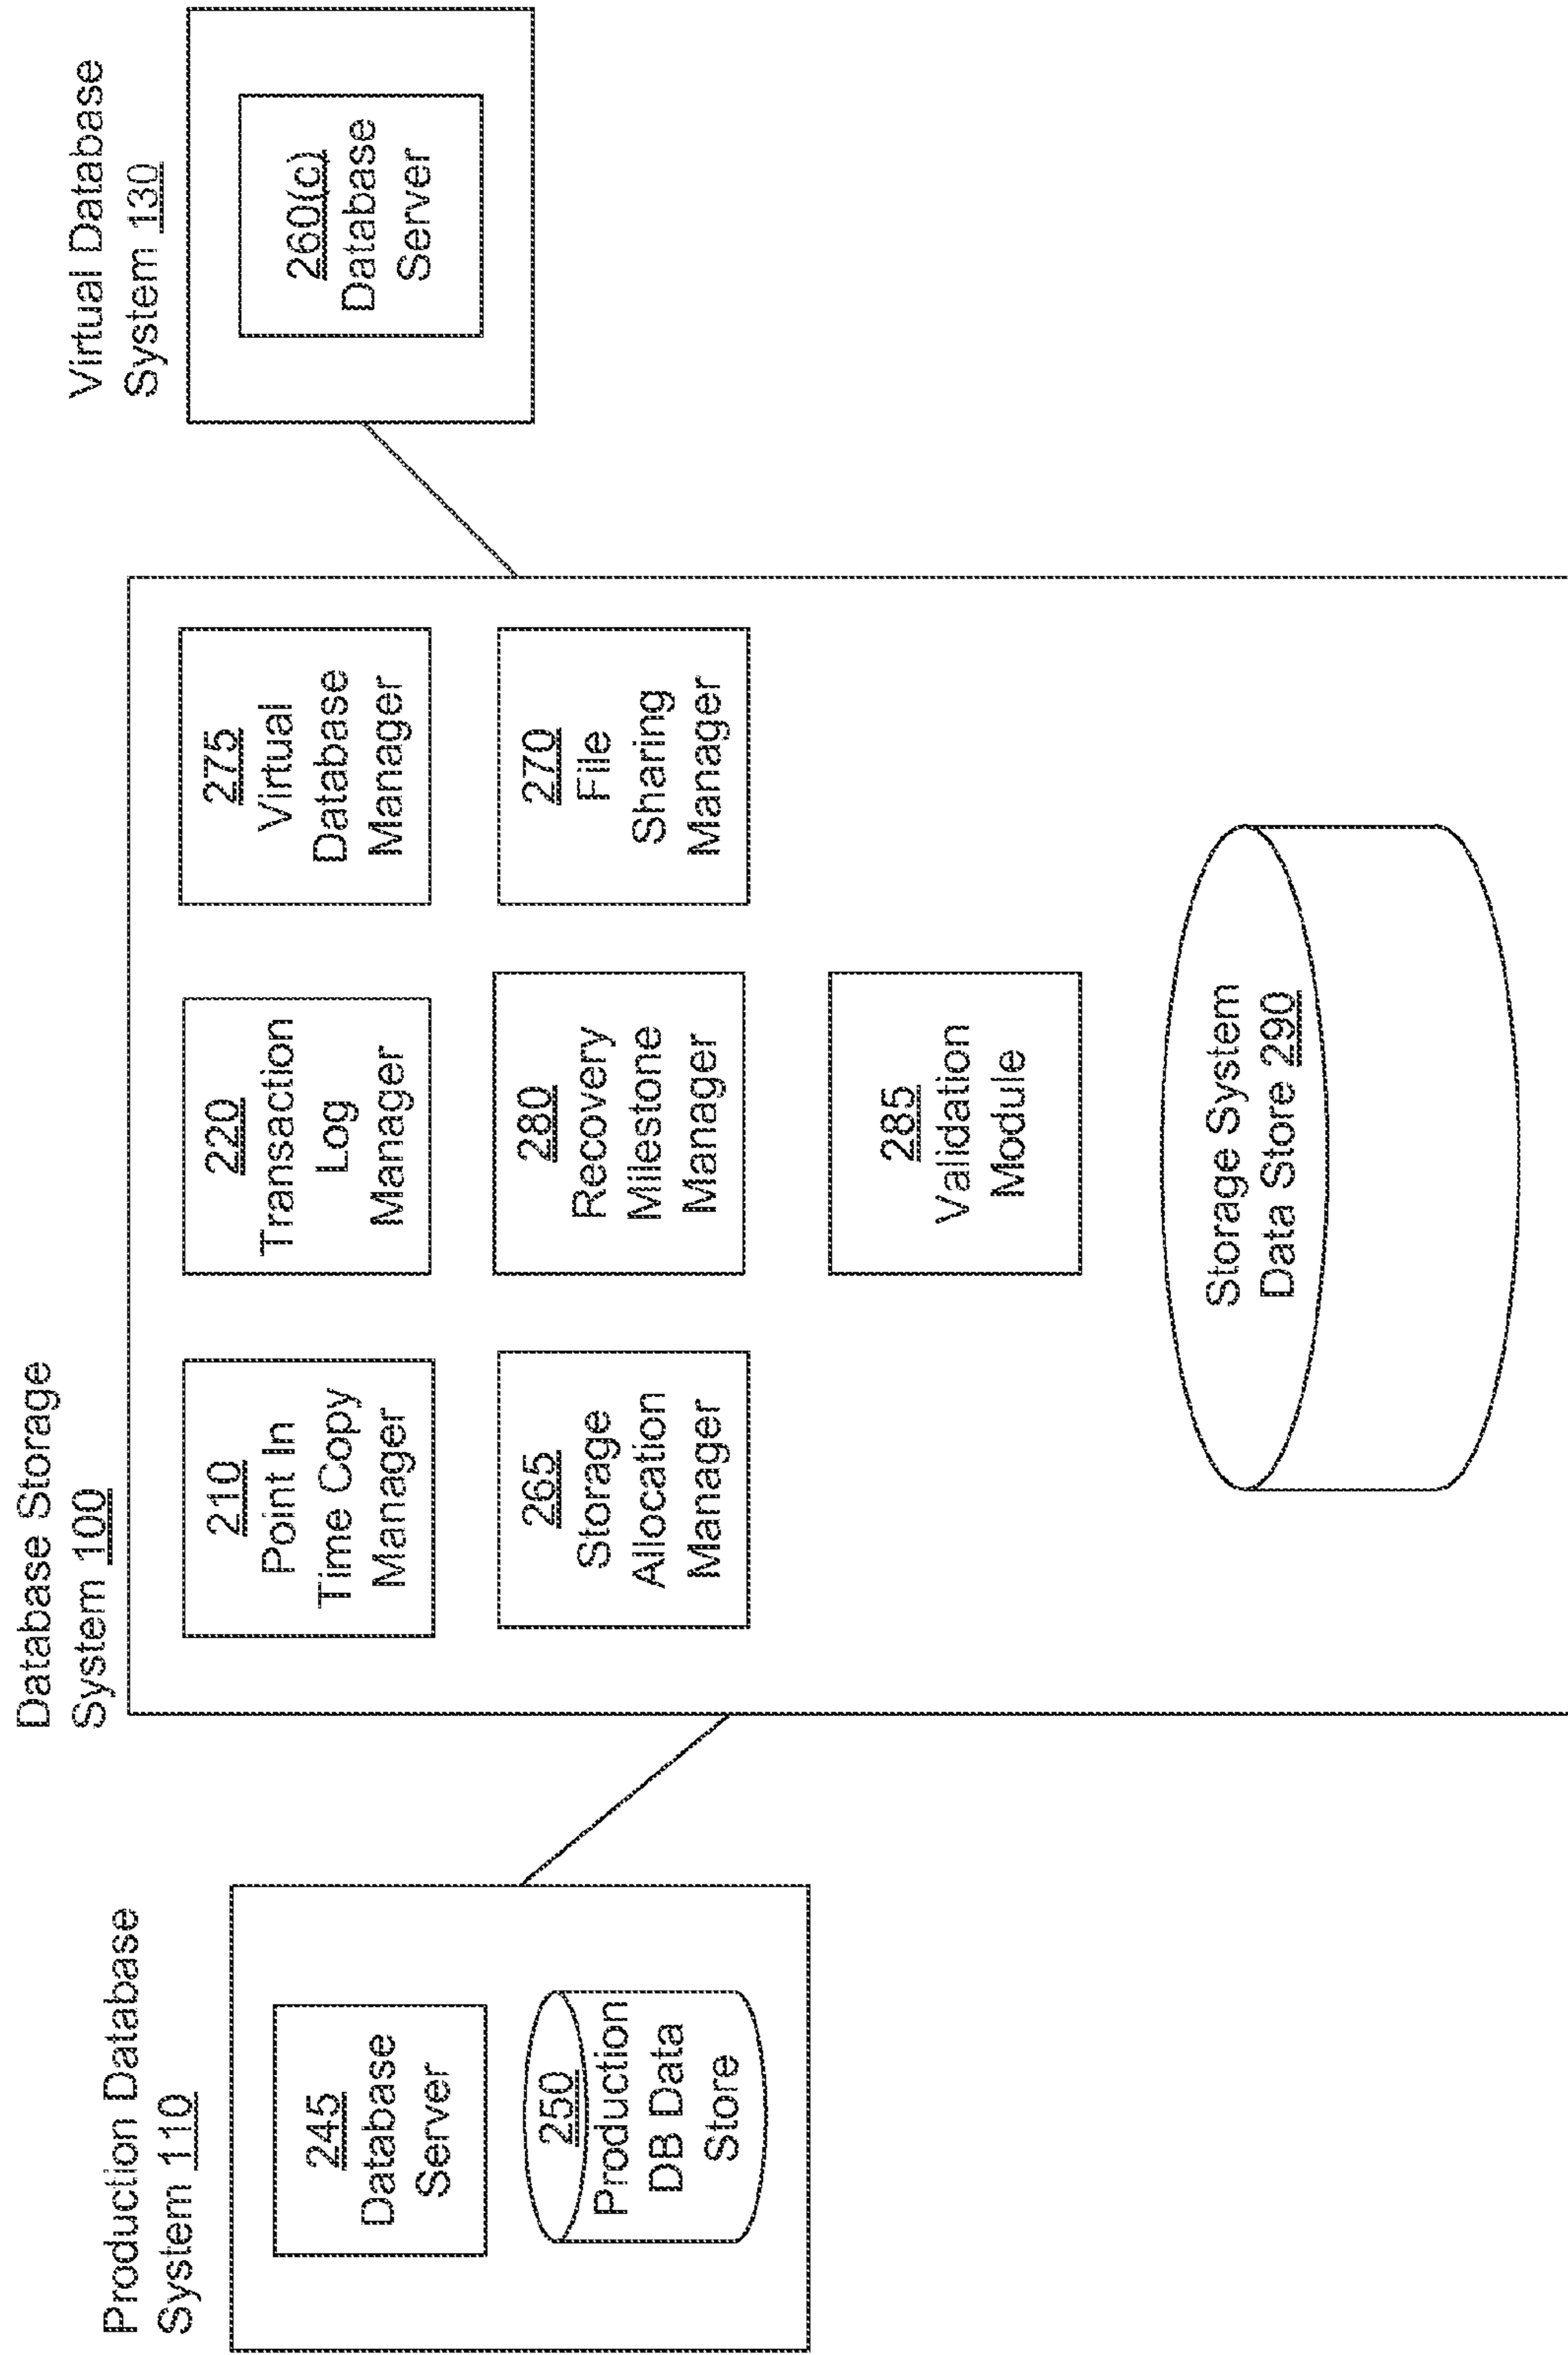 Production Database
System 110
245
Database
Server
250
Production
DB Data
Store
Database Storage
System 100
210
Point In
Time Copy
Manager
220
Transaction
Log
Manager
275
Virtual
Database
Manager
265
Storage
Allocation
Manager
280
Recovery
Milestone
Manager
270
File
Sharing
Manager
285
Validation
Module
Storage System
Data Store 290
Virtual Database
System 130
260(c)
Database
Server